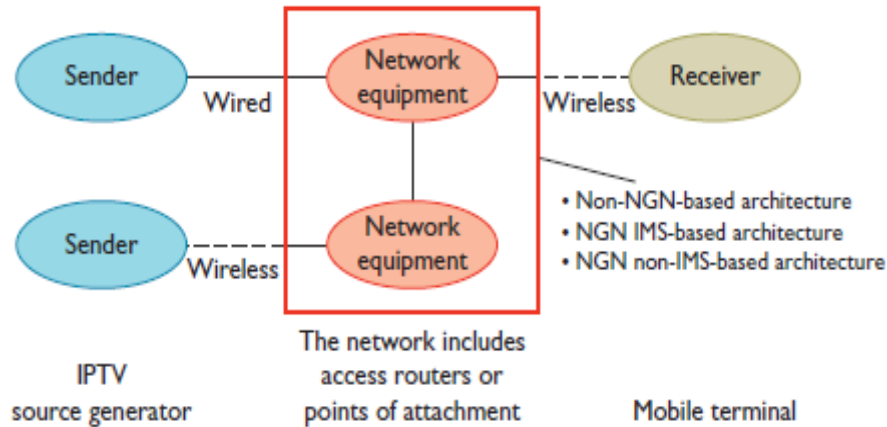 Sender
Wired
Network
equipment
Wireless
Receiver
Sender
Wireless
Network
equipment
• Non-NGN-based architecture
• NGN IMS-based architecture
• NGN non-IMS-based architecture
IPTV
source generator
The network includes
access routers or
points of attachment
Mobile terminal